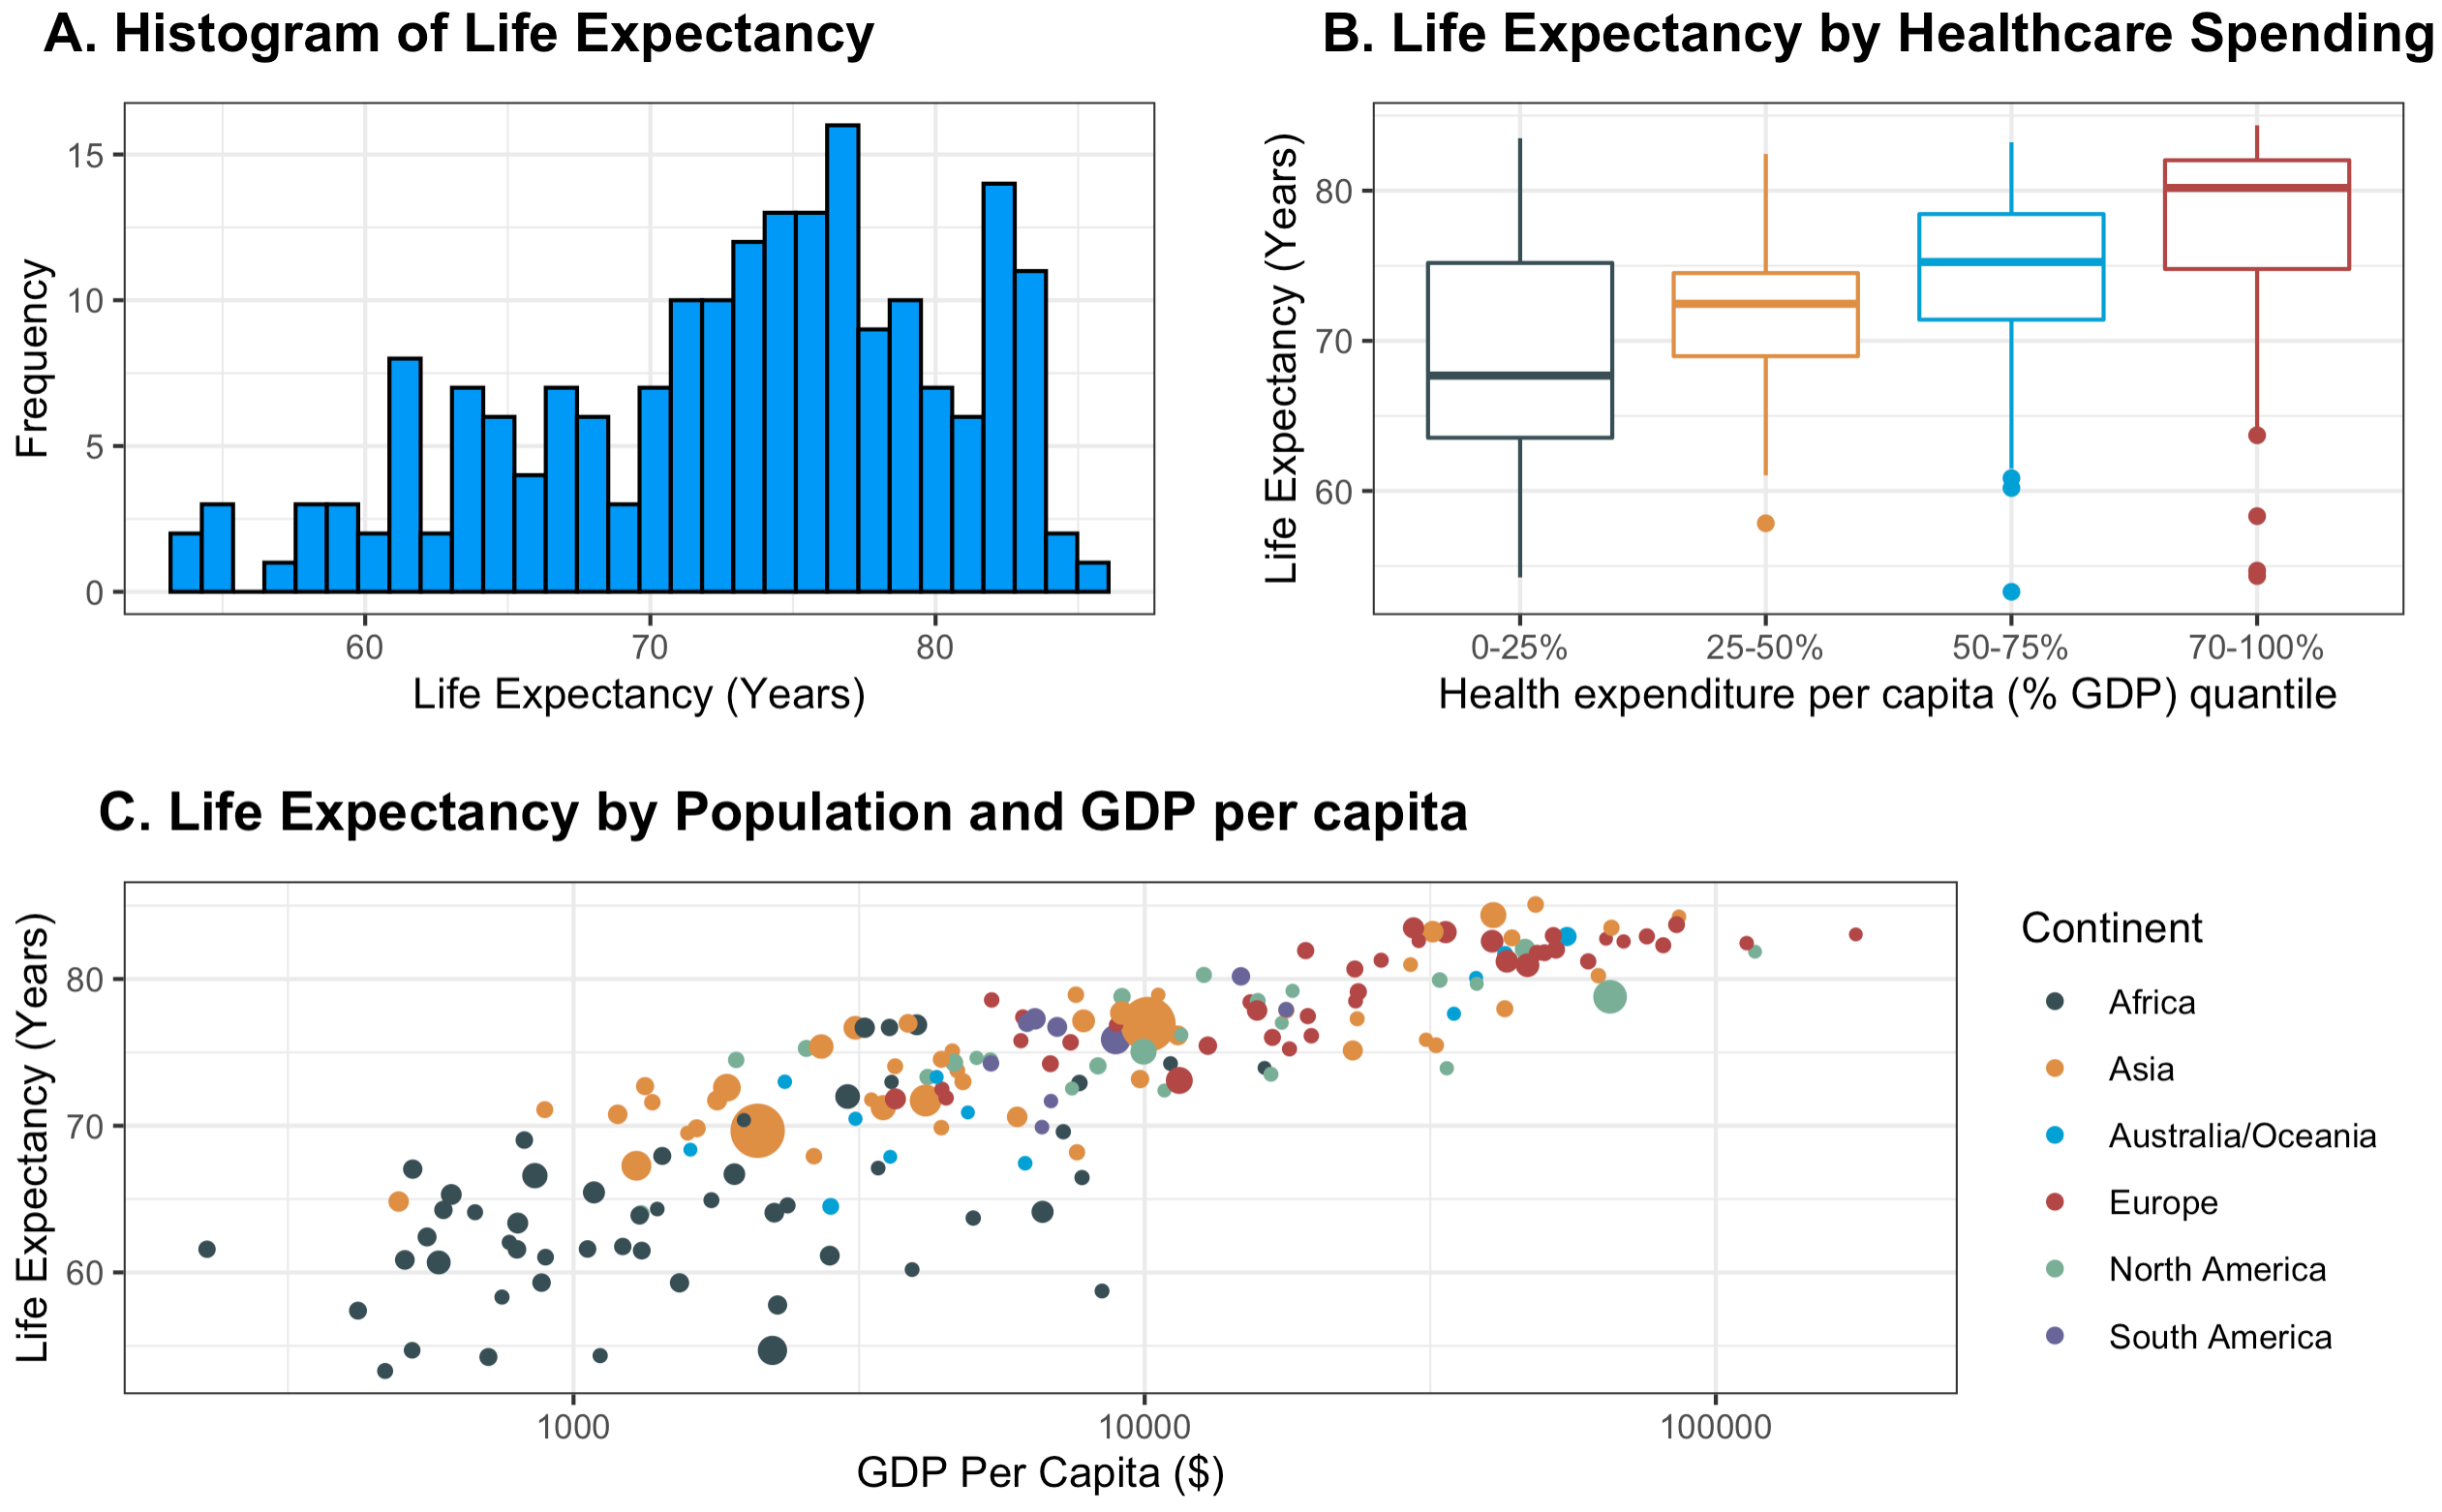 A. Histogram of Life Expectancy
Frequency
15
10
5
0
60 70 80
Life Expectancy (Years)
B. Life Expectancy by Healthcare Spending
Life Expectancy (Years)
80
70
60
0-25% 25-50% 50-75% 70-100%
Health expenditure per capita (% GDP) quantile
C. Life Expectancy by Population and GDP per capita
Life Expectancy (Years)
80
70
60
1000 10000 100000
GDP Per Capita ($)
Continent
Africa
Asia
Australia/Oceania
Europe
North America
South America